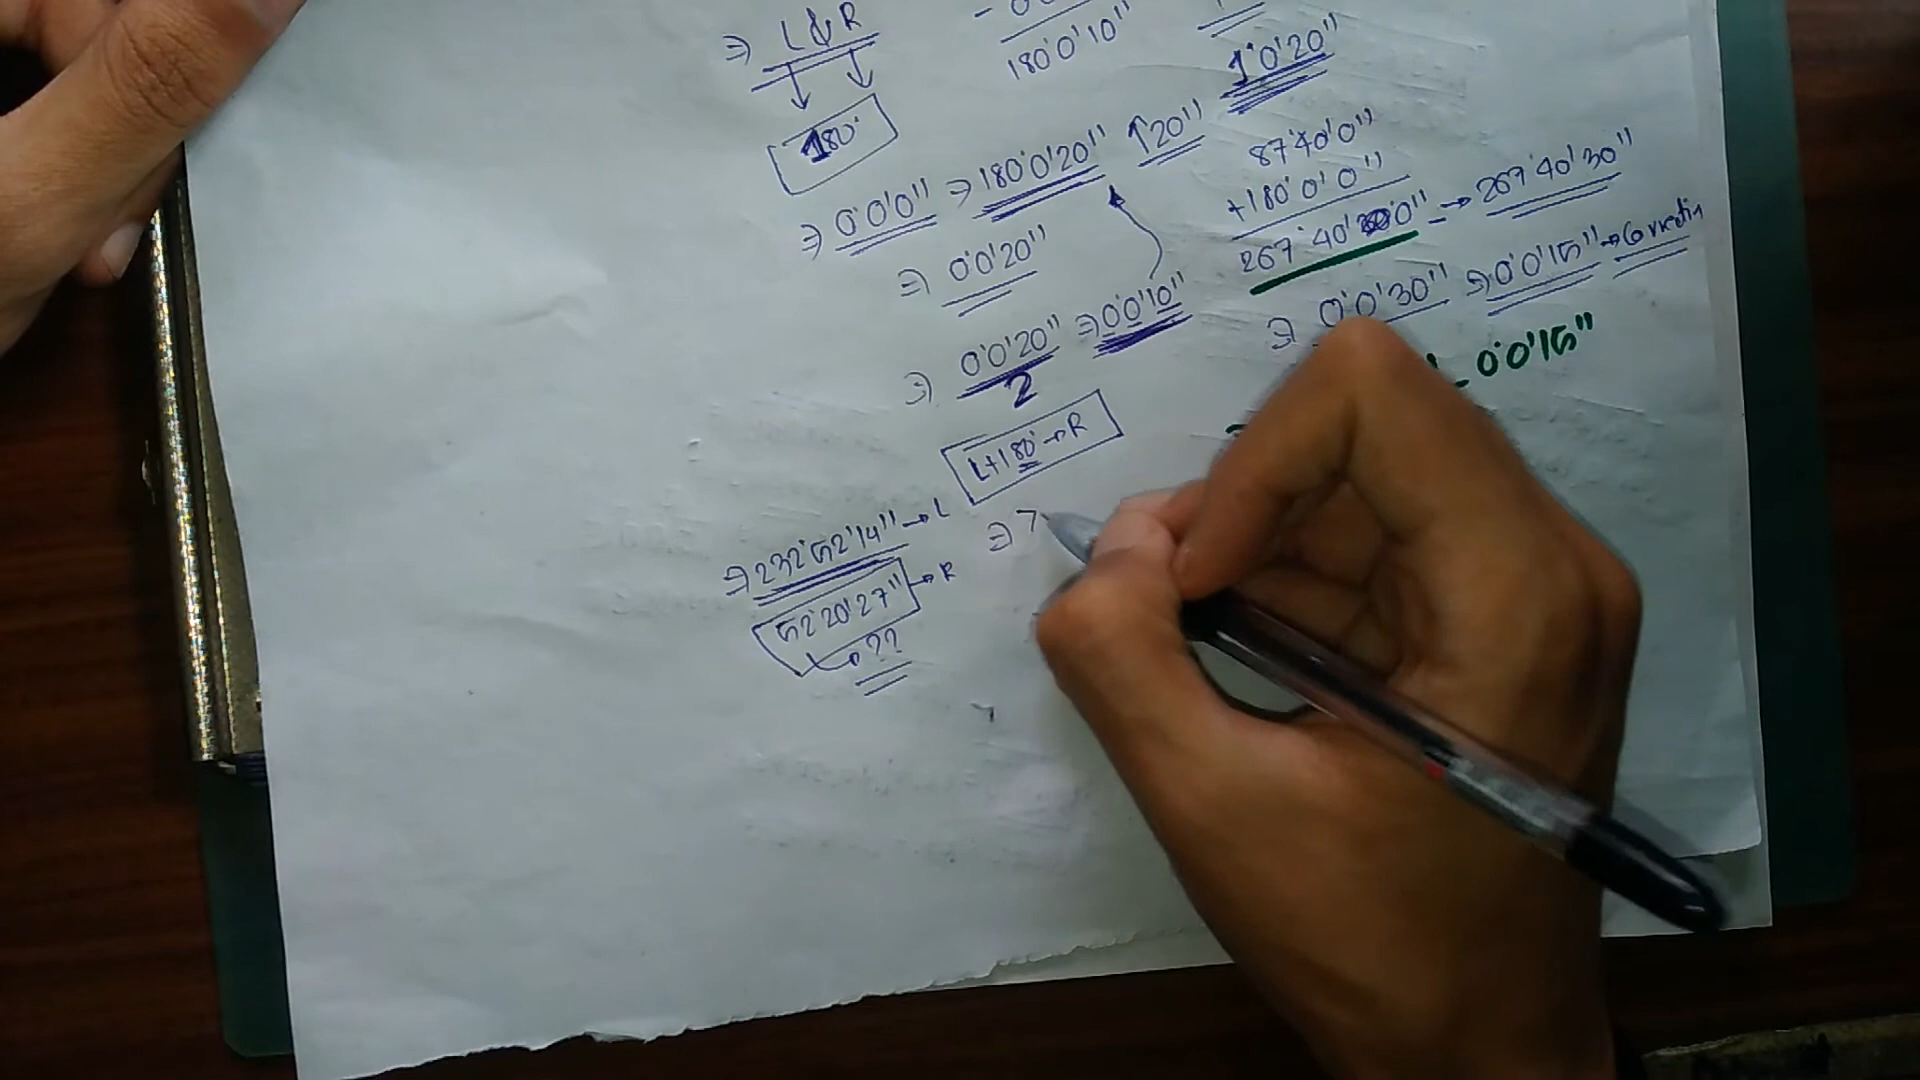 ⇒ L & R
180°
180°0'10"
1°0'20"
⇒ 0°0'0" ⇒ 180°0'20" 1°20"
⇒ 0°0'20"
⇒ 0°0'20" ⇒ 0°0'10"
2
L+180° → R
87°40'0"
+180°0'0"
267°40' 0" → 267°40'30"
⇒ 0°0'30" ⇒ 0°0'15" → Corrections
0°0'15"
⇒ 232°52'14" → L
52°20'27" → R
→ ??
⇒ 7